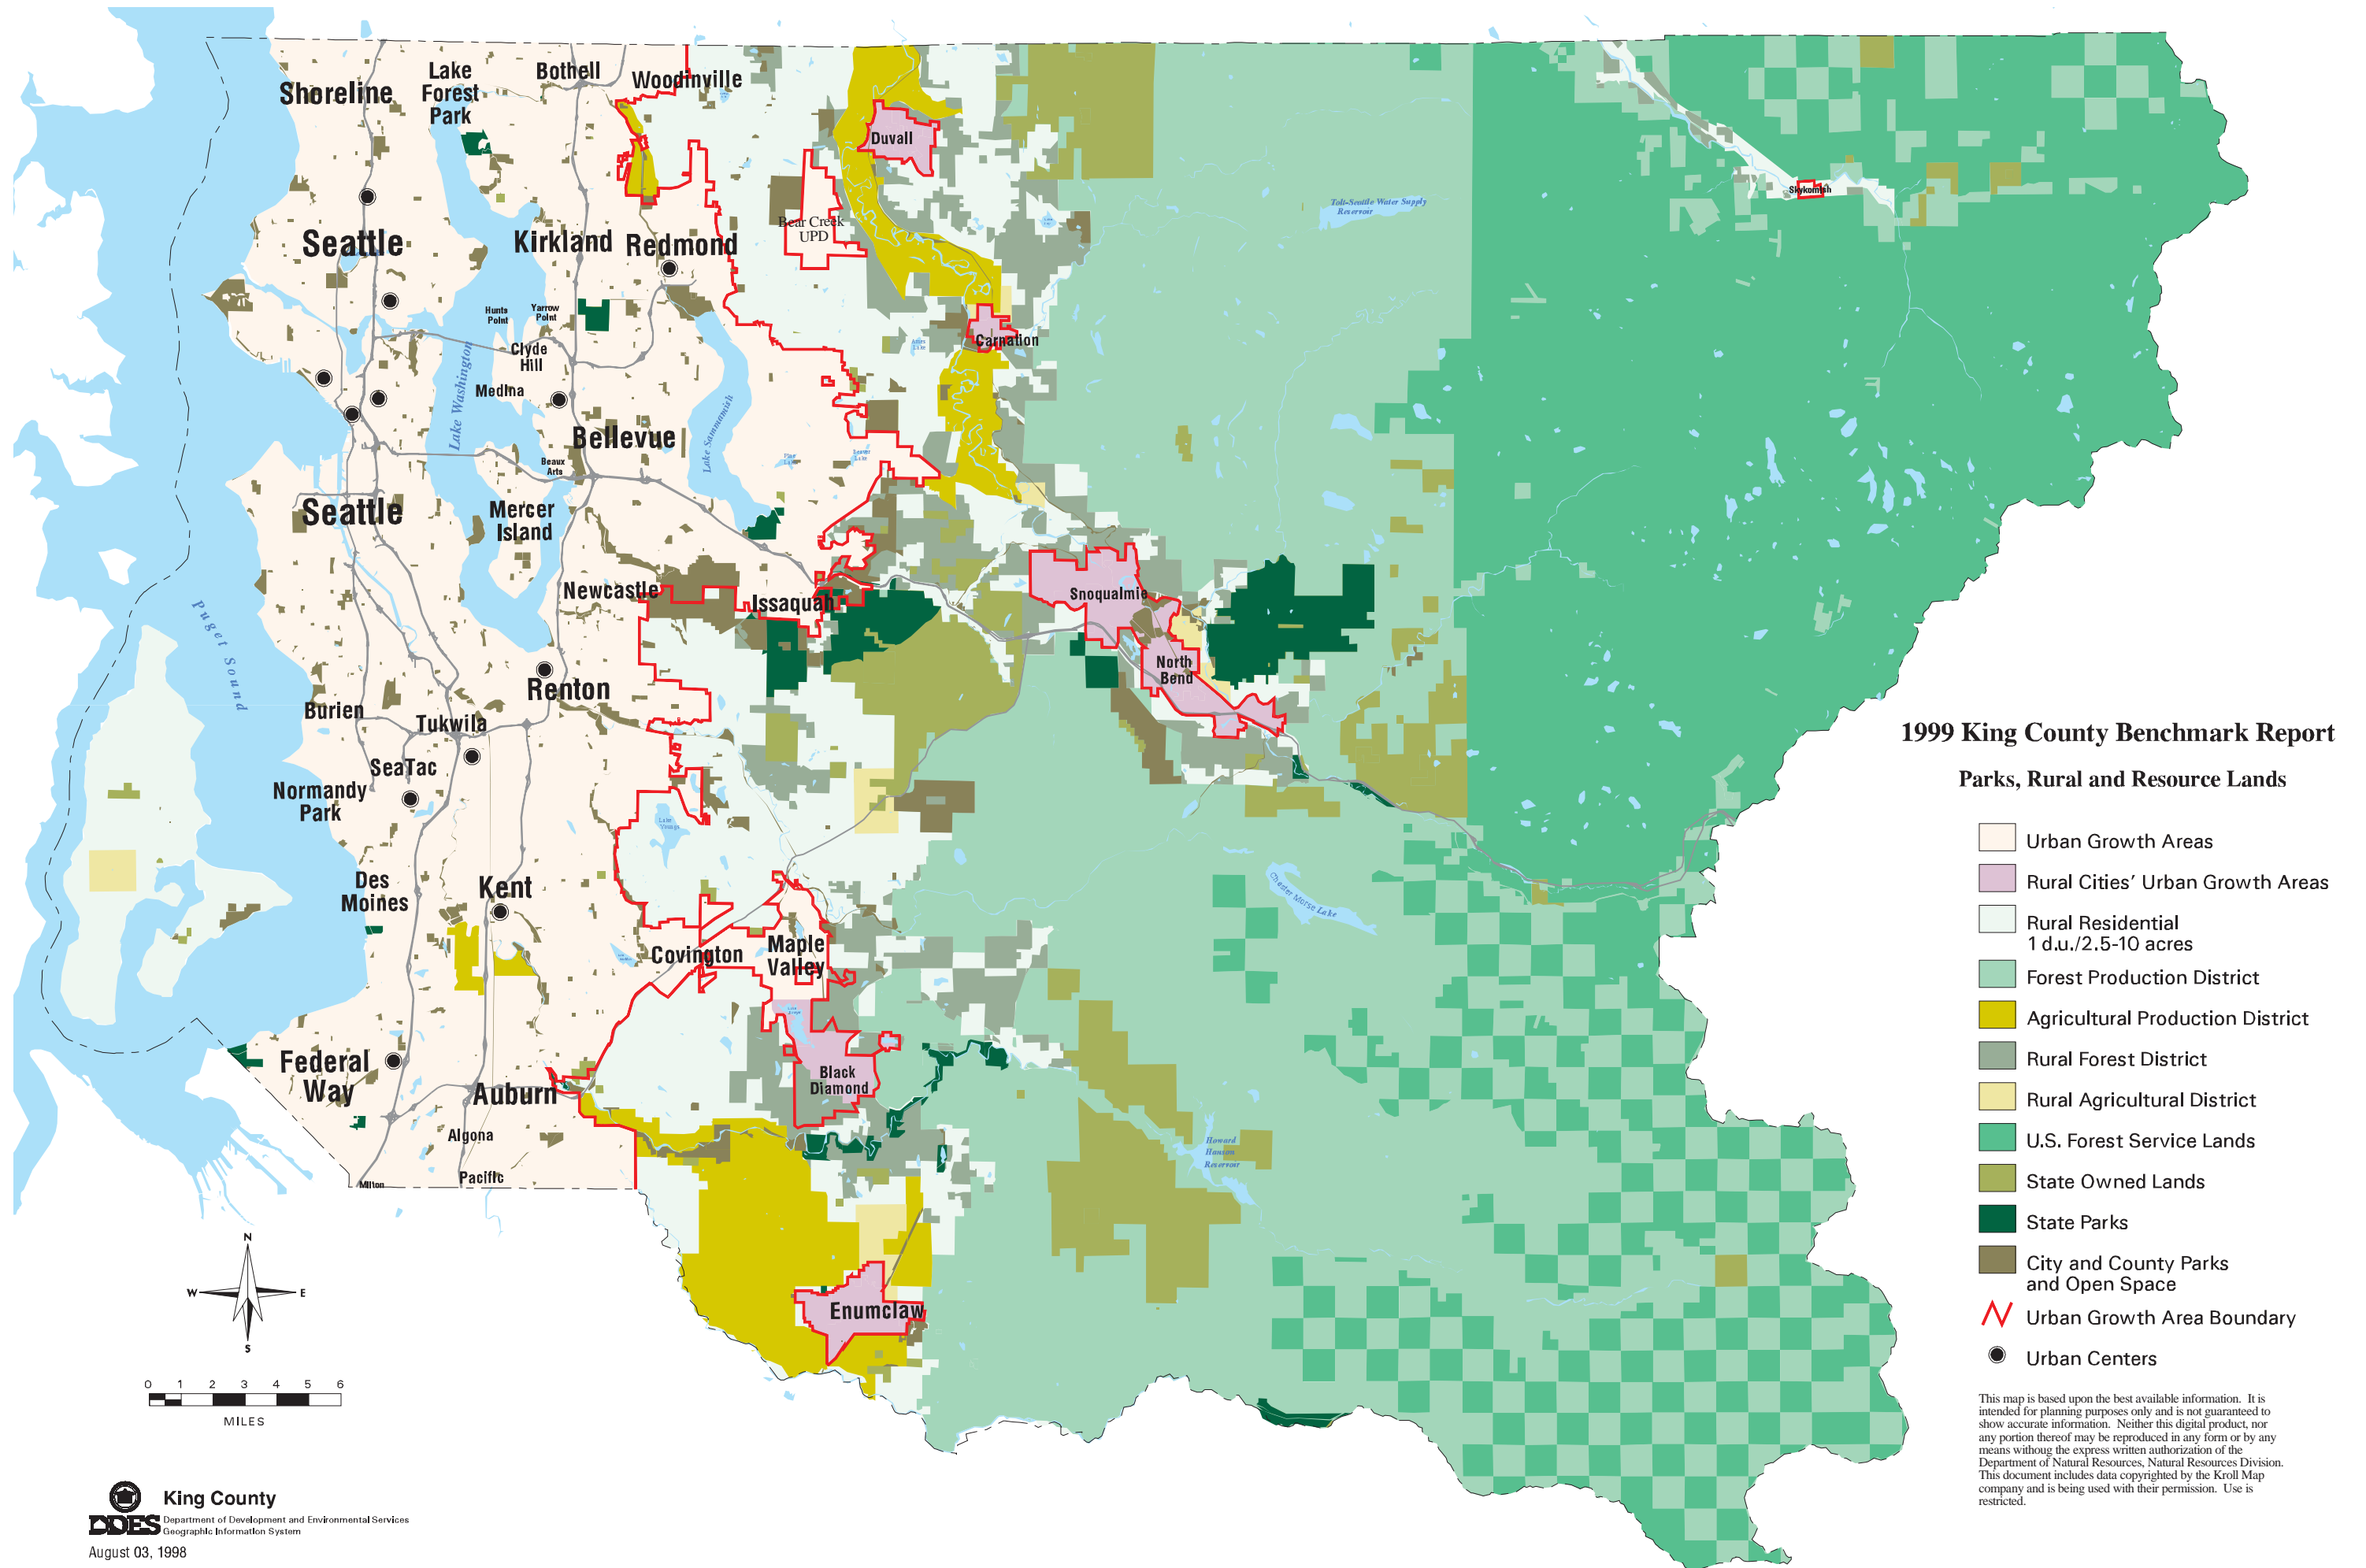 Shoreline
Lake
Forest
Park
Bothell
Woodinville
Duvall
Skykomish
Tolt-Seattle Water Supply
Reservoir
Bear Creek
UPD
Seattle
Kirkland
Redmond
Hunts
Point
Yarrow
Point
Clyde
Hill
Medina
Carnation
Lake Washington
Lake Sammamish
Bellevue
Beaux
Arts
Pine
Lake
Beaver
Lake
Seattle
Mercer
Island
Newcastle
Issaquah
Snoqualmie
North
Bend
Puget Sound
Renton
Burien
Tukwila
SeaTac
Normandy
Park
Lake
Youngs
Des
Moines
Kent
Chester Morse Lake
Covington
Maple
Valley
Federal
Way
Auburn
Black
Diamond
Algona
Pacific
Milton
Howard
Hanson
Reservoir
Enumclaw
1999 King County Benchmark Report
Parks, Rural and Resource Lands
Urban Growth Areas
Rural Cities' Urban Growth Areas
Rural Residential
1 d.u./2.5-10 acres
Forest Production District
Agricultural Production District
Rural Forest District
Rural Agricultural District
U.S. Forest Service Lands
State Owned Lands
State Parks
City and County Parks
and Open Space
Urban Growth Area Boundary
Urban Centers
This map is based upon the best available information. It is
intended for planning purposes only and is not guaranteed to
show accurate information. Neither this digital product, nor
any portion thereof may be reproduced in any form or by any
means withoug the express written authorization of the
Department of Natural Resources, Natural Resources Division.
This document includes data copyrighted by the Kroll Map
company and is being used with their permission. Use is
restricted.
N
W
E
S
0 1 2 3 4 5 6
MILES
King County
DDES
Department of Development and Environmental Services
Geographic Information System
August 03, 1998